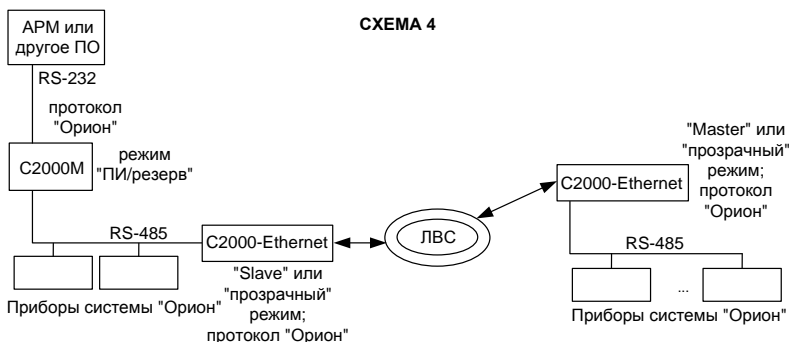 СХЕМА 4
АРМ или
другое ПО
RS-232
протокол
"Орион"
С2000М
режим
"ПИ/резерв"
RS-485
С2000-Ethernet
"Slave" или
"прозрачный"
режим;
протокол "Орион"
Приборы системы "Орион"
ЛВС
"Master" или
"прозрачный"
режим;
протокол
"Орион"
С2000-Ethernet
RS-485
...
Приборы системы "Орион"